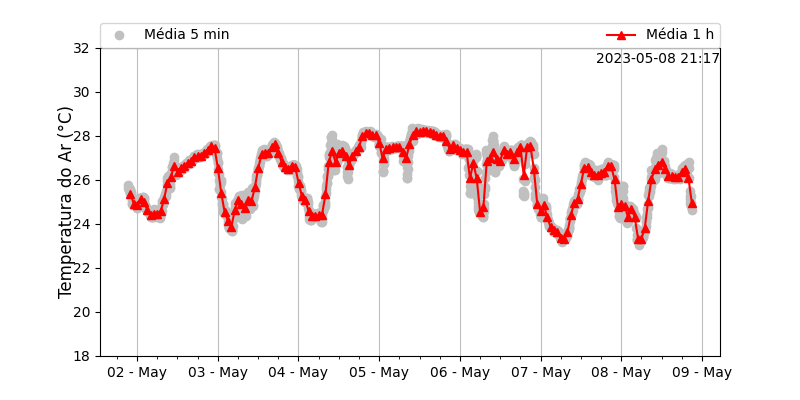 Média 5 min
Média 1 h
2023-05-08 21:17
Temperatura do Ar (°C)
32
30
28
26
24
22
20
18
02 - May
03 - May
04 - May
05 - May
06 - May
07 - May
08 - May
09 - May